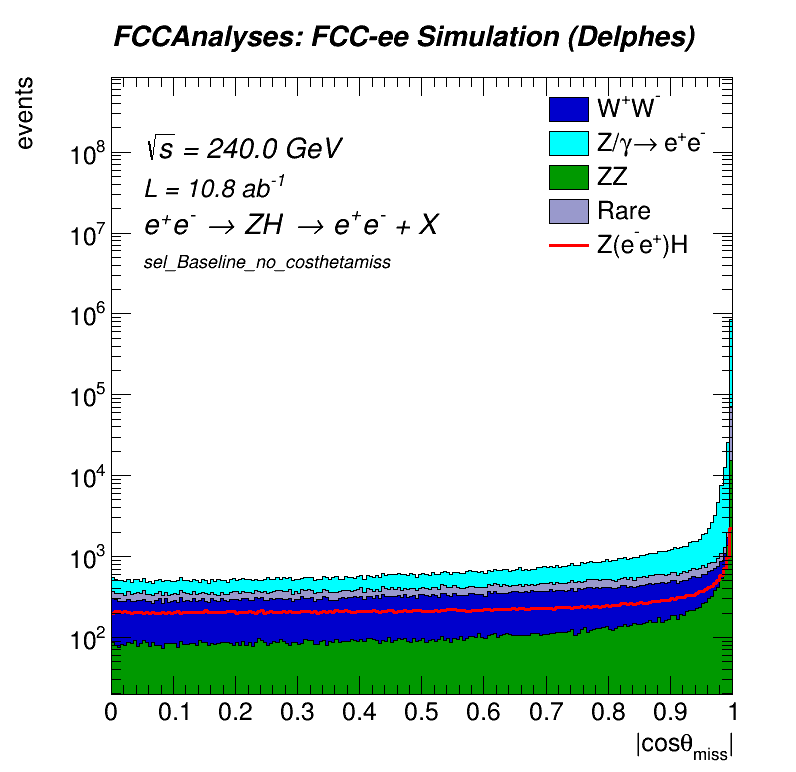 FCCAnalyses: FCC-ee Simulation (Delphes)
events
10⁸
10⁷
10⁶
10⁵
10⁴
10³
10²
√s = 240.0 GeV
L = 10.8 ab⁻¹
e⁺e⁻ → ZH → e⁺e⁻ + X
sel_Baseline_no_costhetamiss
W⁺W⁻
Z/γ→ e⁺e⁻
ZZ
Rare
Z(e⁻e⁺)H
0 0.1 0.2 0.3 0.4 0.5 0.6 0.7 0.8 0.9 1
|cosθ_miss|